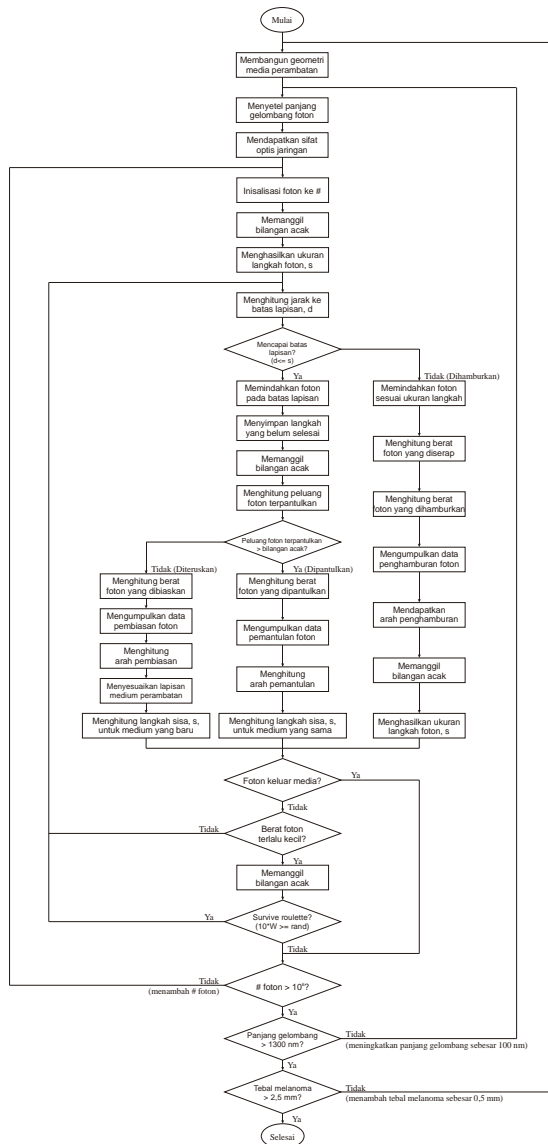 Mulai
Membangun geometri
media perambatan
Menyetel panjang
gelombang foton
Mendapatkan sifat
optis jaringan
Inisalisasi foton ke #
Memanggil
bilangan acak
Menghasilkan ukuran
langkah foton, s
Menghitung jarak ke
batas lapisan, d
Mencapai batas
lapisan?
(d<= s)
Ya
Tidak (Dihamburkan)
Memindahkan foton
pada batas lapisan
Menyimpan langkah
yang belum selesai
Memanggil
bilangan acak
Menghitung peluang
foton terpantulkan
Peluang foton terpantulkan
> bilangan acak?
Tidak (Diteruskan)
Ya (Dipantulkan)
Menghitung berat
foton yang dibiaskan
Mengumpulkan data
pembiasan foton
Menghitung
arah pembiasan
Menyesuaikan lapisan
medium perambatan
Menghitung langkah sisa, s,
untuk medium yang baru
Menghitung berat
foton yang dipantulkan
Mengumpulkan data
pemantulan foton
Menghitung
arah pemantulan
Menghitung langkah sisa, s,
untuk medium yang sama
Memindahkan foton
sesuai ukuran langkah
Menghitung berat
foton yang diserap
Menghitung berat
foton yang dihamburkan
Mengumpulkan data
penghamburan foton
Mendapatkan
arah penghamburan
Memanggil
bilangan acak
Menghasilkan ukuran
langkah foton, s
Foton keluar media?
Ya
Tidak
Berat foton
terlalu kecil?
Tidak
Ya
Memanggil
bilangan acak
Survive roulette?
(10*W >= rand)
Ya
Tidak
# foton > 10?
Tidak
(menambah # foton)
Ya
Panjang gelombang
> 1300 nm?
Tidak
(meningkatkan panjang gelombang sebesar 100 nm)
Ya
Tebal melanoma
> 2,5 mm?
Tidak
(menambah tebal melanoma sebesar 0,5 mm)
Ya
Selesai